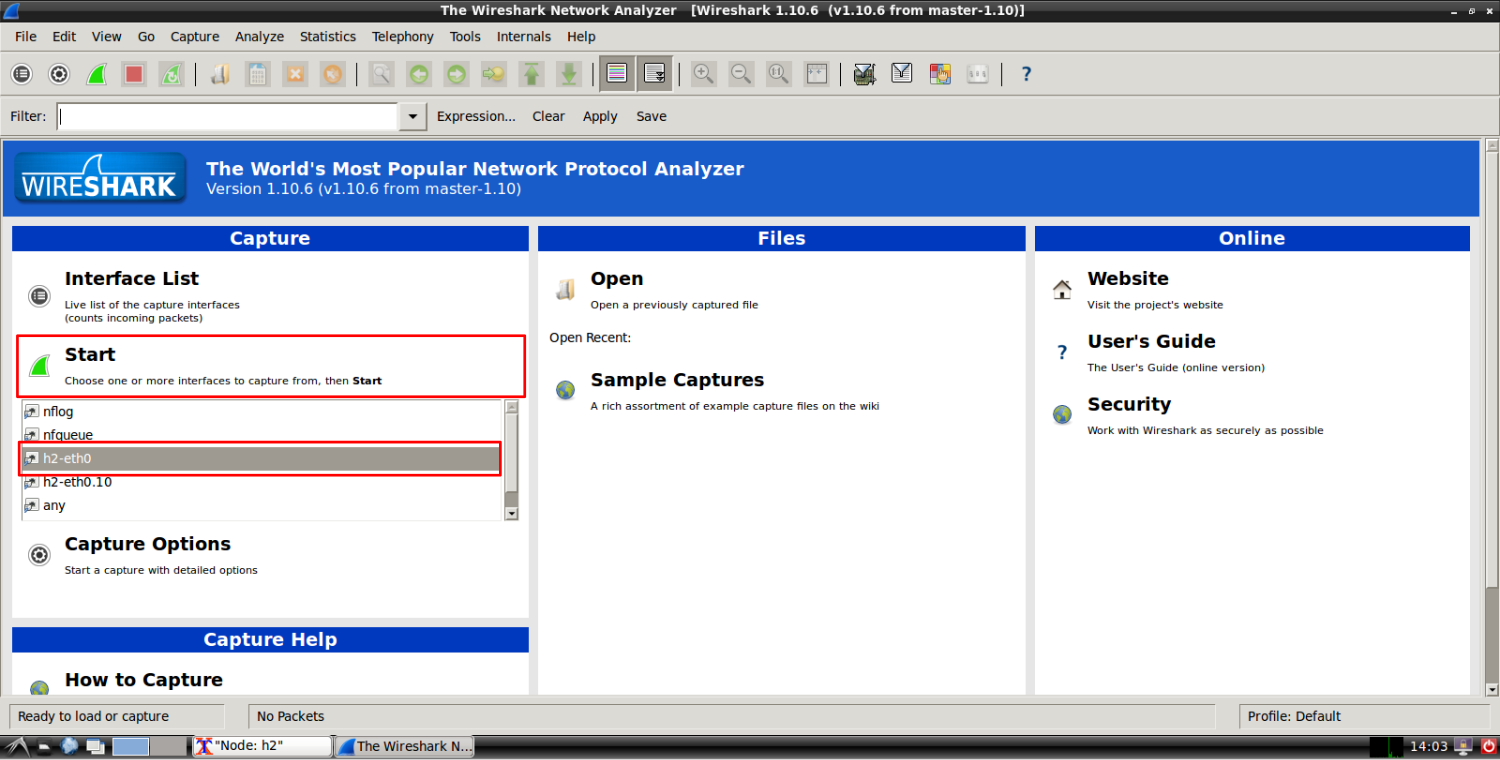 The Wireshark Network Analyzer [Wireshark 1.10.6 (v1.10.6 from master-1.10)]
File Edit View Go Capture Analyze Statistics Telephony Tools Internals Help
Filter: Expression... Clear Apply Save
WIRESHARK
The World's Most Popular Network Protocol Analyzer
Version 1.10.6 (v1.10.6 from master-1.10)
Capture
Interface List
Live list of the capture interfaces
(counts incoming packets)
Start
Choose one or more interfaces to capture from, then Start
nflog
nfqueue
h2-eth0
h2-eth0.10
any
Capture Options
Start a capture with detailed options
Capture Help
How to Capture
Files
Open
Open a previously captured file
Open Recent:
Sample Captures
A rich assortment of example capture files on the wiki
Online
Website
Visit the project's website
User's Guide
The User's Guide (online version)
Security
Work with Wireshark as securely as possible
Ready to load or capture No Packets Profile: Default
"Node: h2" The Wireshark N... 14:03